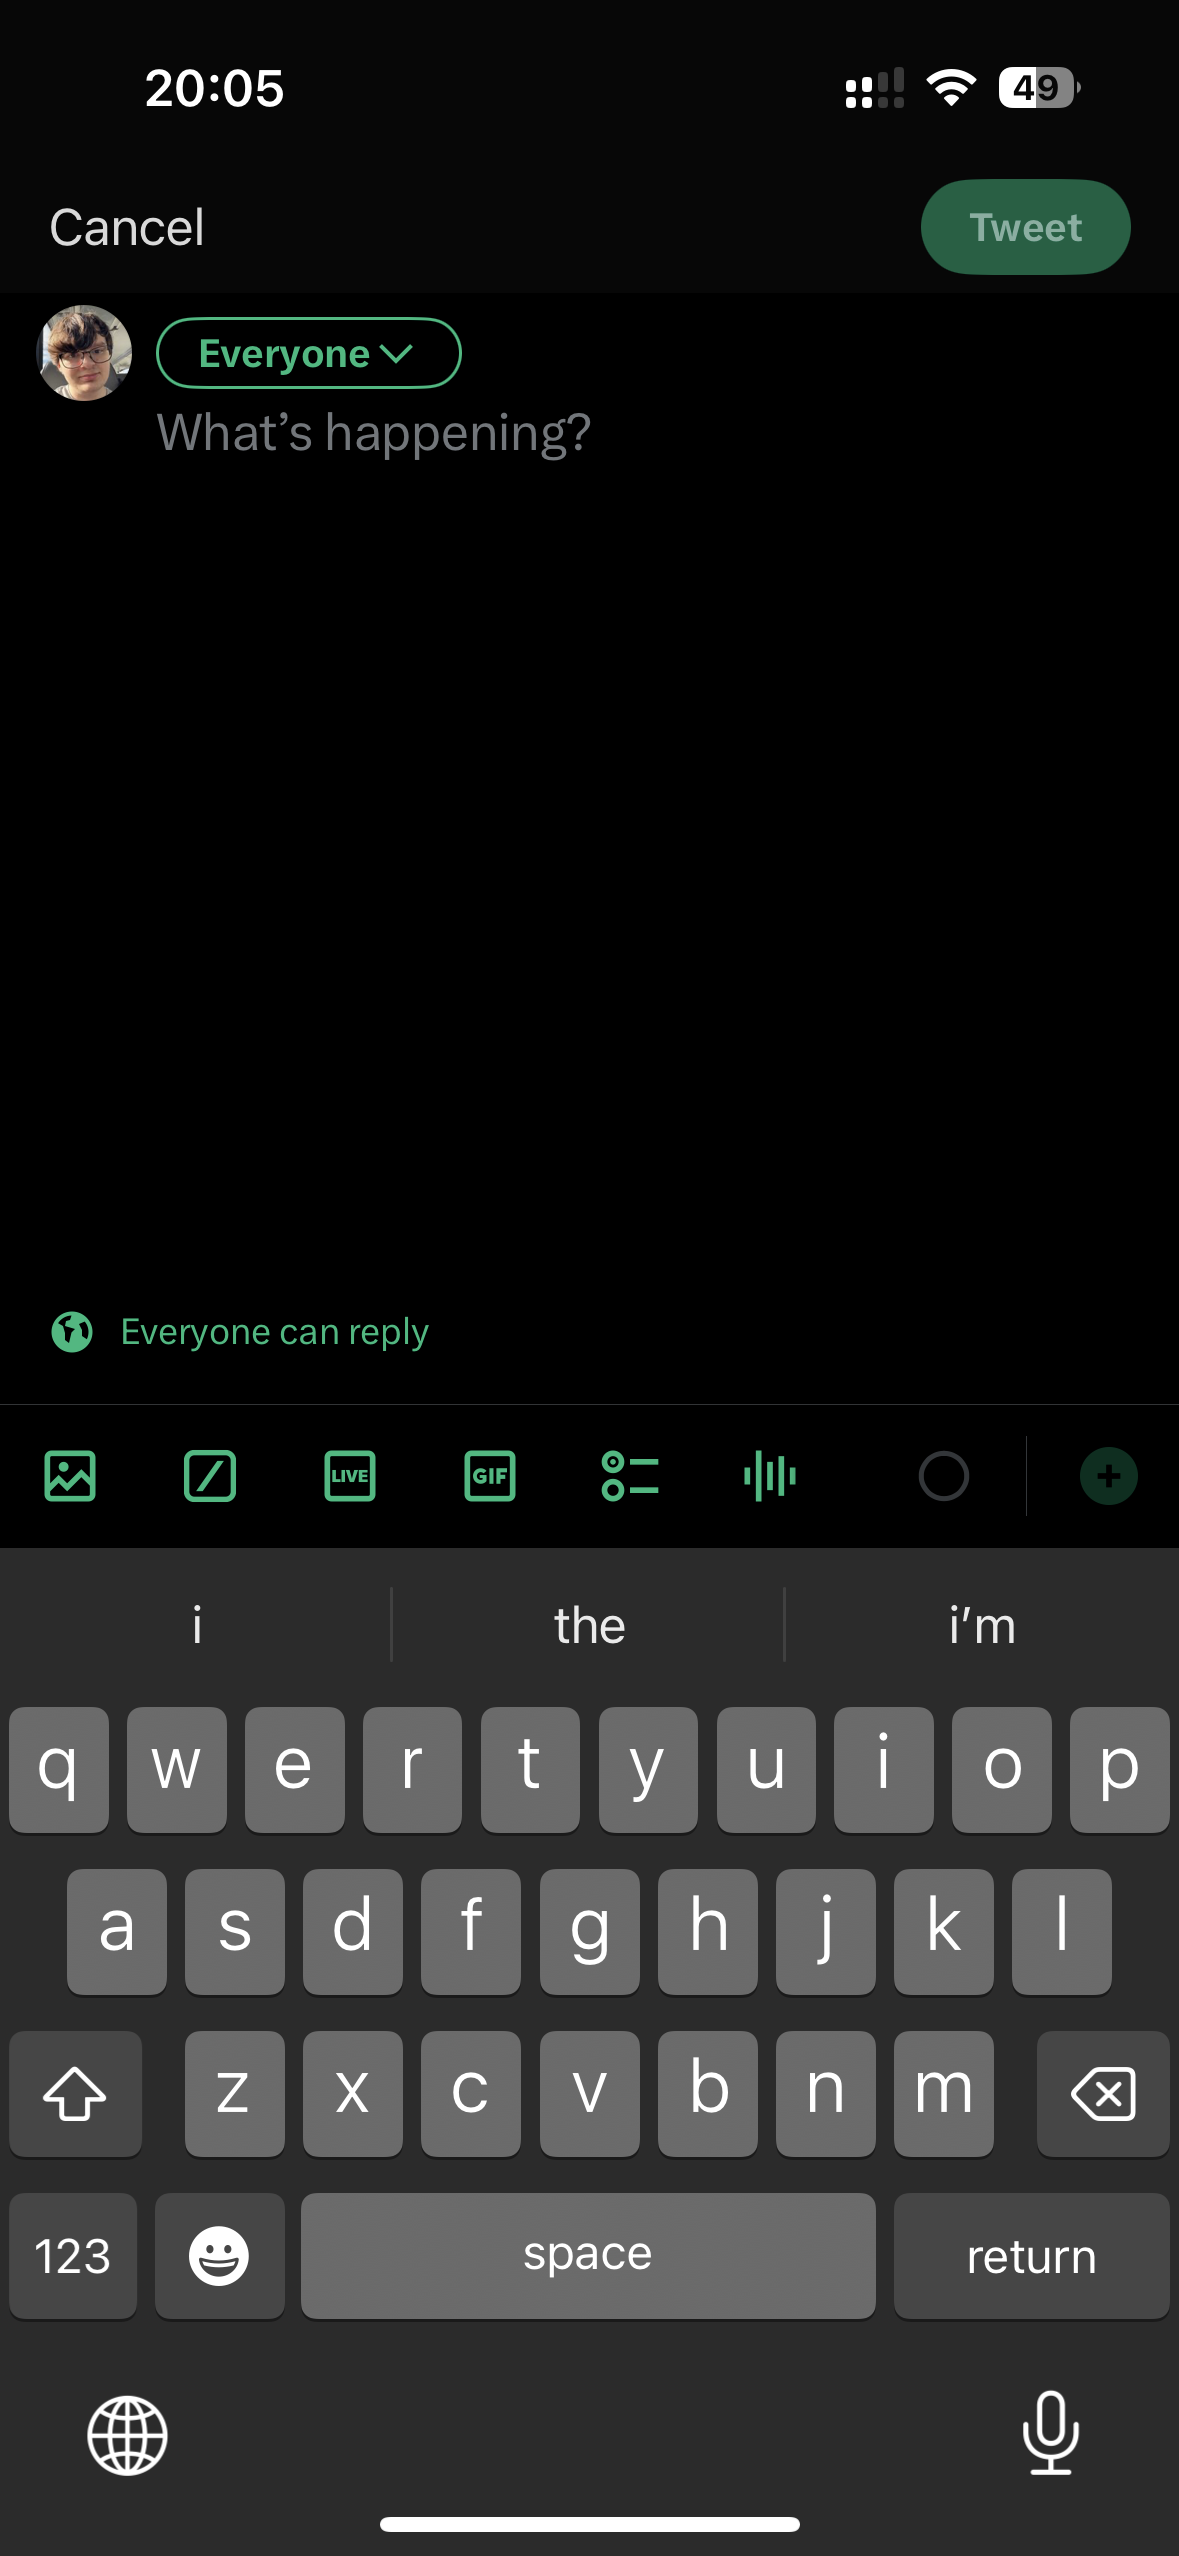 20:05
49
Cancel
Tweet
Everyone
What’s happening?
Everyone can reply
LIVE
GIF
i the i’m
q w e r t y u i o p
a s d f g h j k l
z x c v b n m
123 space return